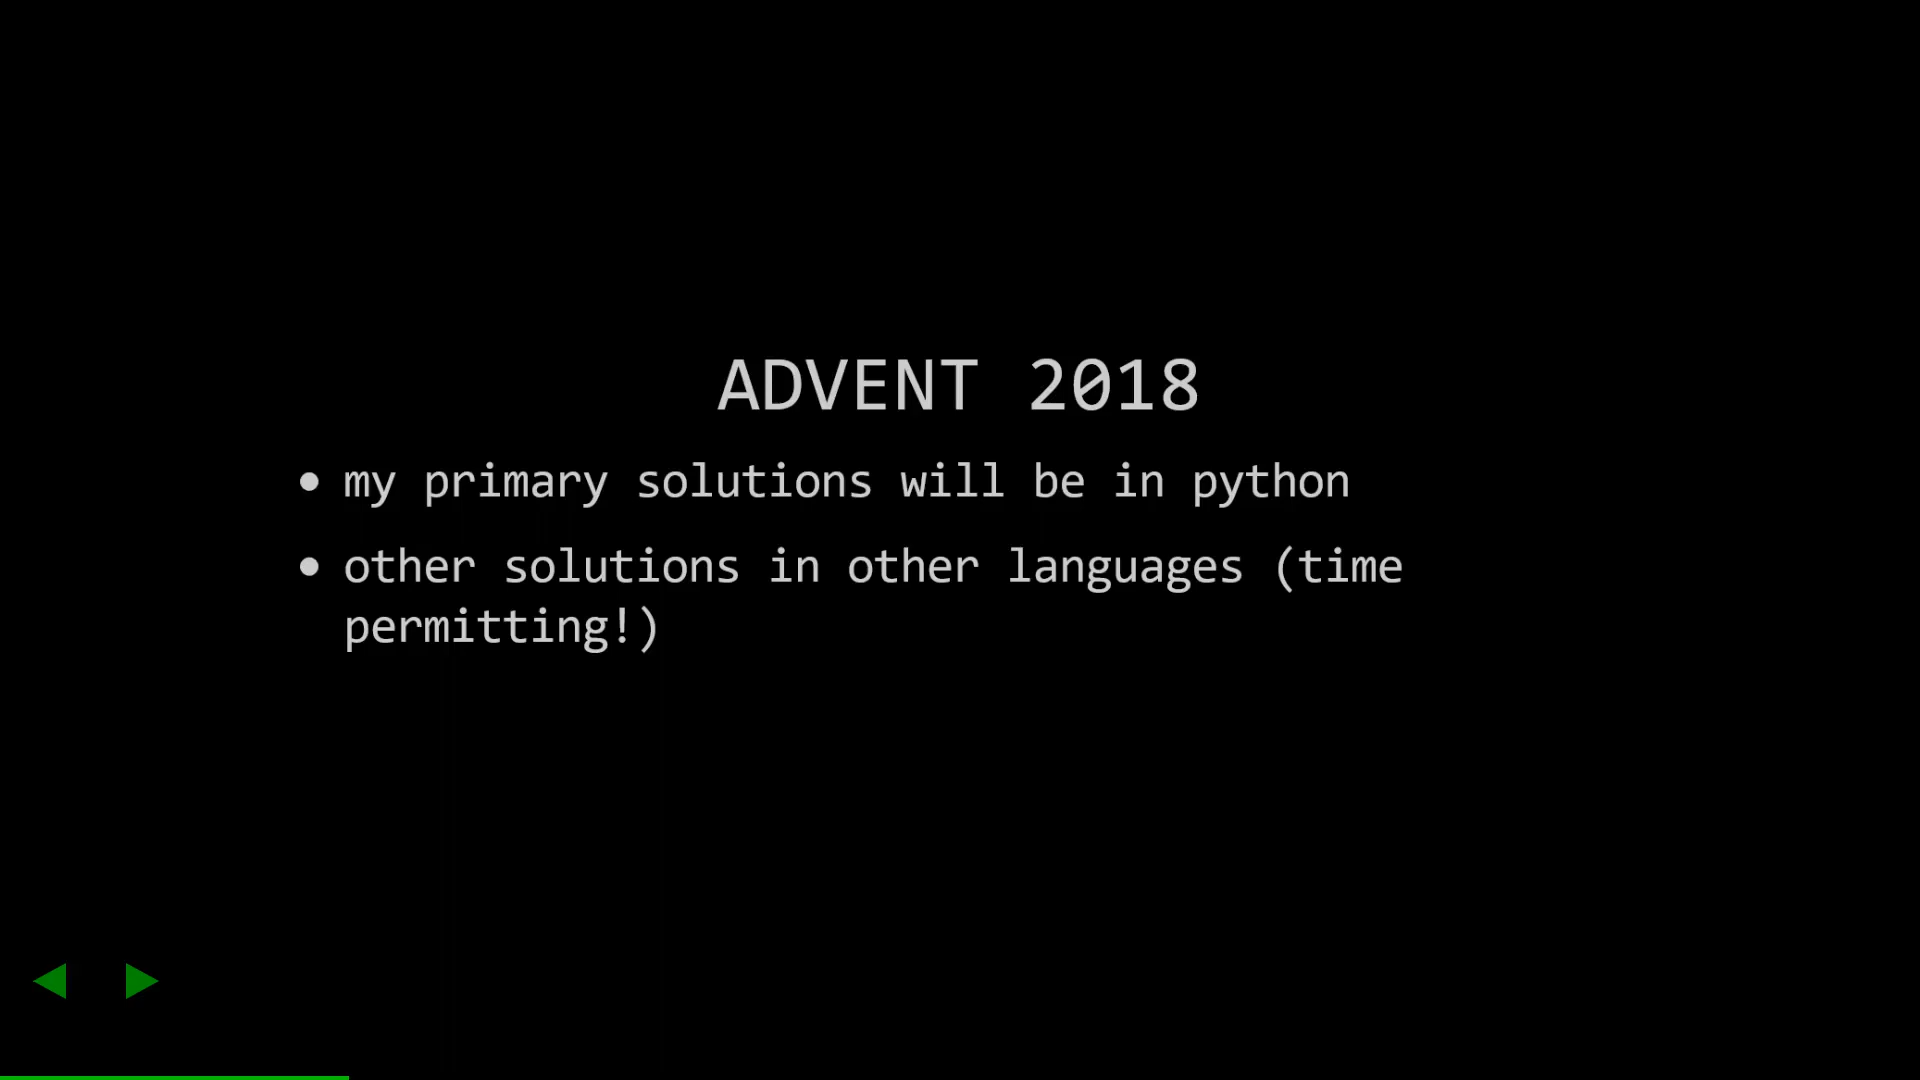 ADVENT 2018
• my primary solutions will be in python
• other solutions in other languages (time
permitting!)